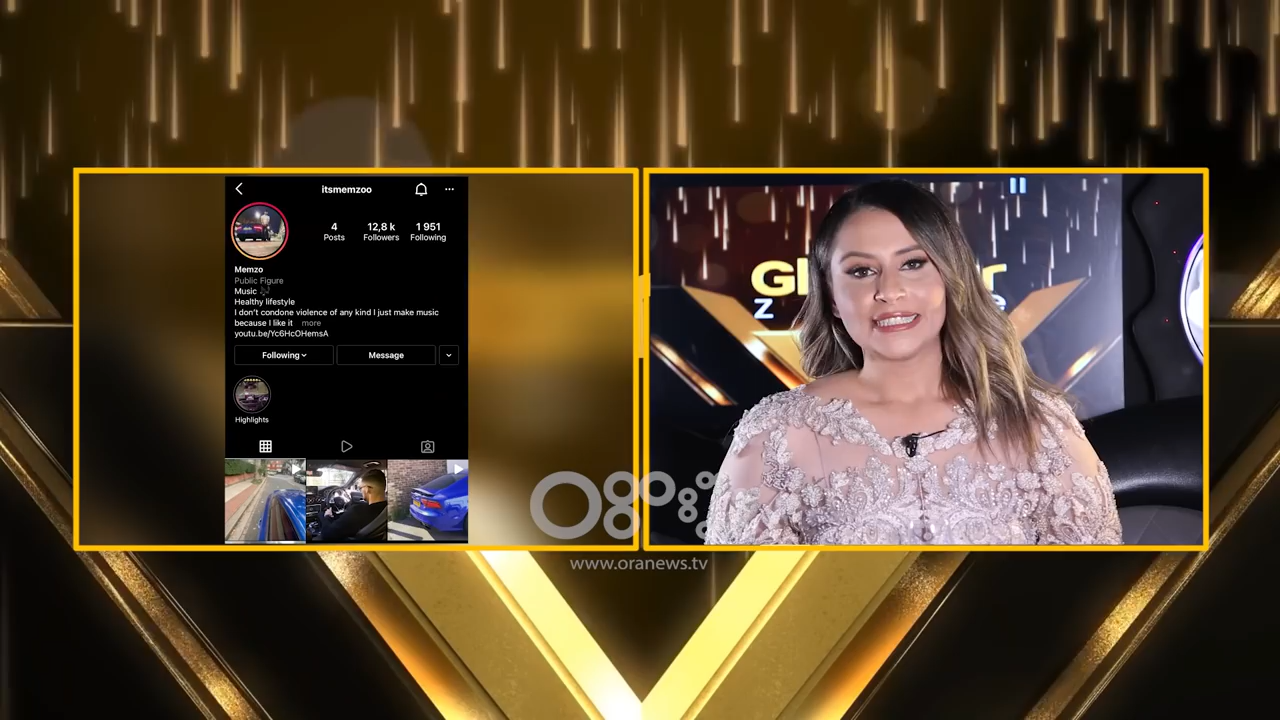 itsmemzoo
4 12,8 k 1 951
Posts Followers Following
Memzo
Public Figure
Music
Healthy lifestyle
I don't condone violence of any kind I just make music
because I like it more
youtu.be/Yc6HcOHemsA
Following Message
Highlights
www.oranews.tv